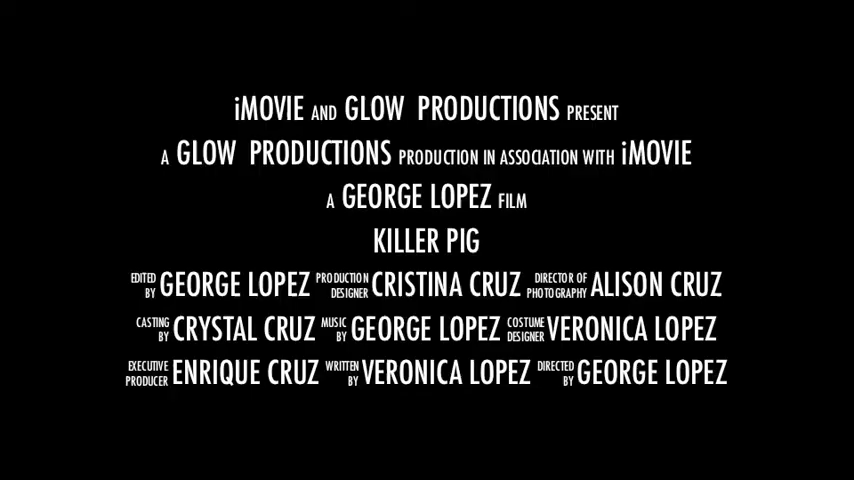 iMOVIE AND GLOW PRODUCTIONS PRESENT
A GLOW PRODUCTIONS PRODUCTION IN ASSOCIATION WITH iMOVIE
A GEORGE LOPEZ FILM
KILLER PIG
EDITED BY GEORGE LOPEZ PRODUCTION DESIGNER CRISTINA CRUZ DIRECTOR OF PHOTOGRAPHY ALISON CRUZ
CASTING BY CRYSTAL CRUZ MUSIC BY GEORGE LOPEZ COSTUME DESIGNER VERONICA LOPEZ
EXECUTIVE PRODUCER ENRIQUE CRUZ WRITTEN BY VERONICA LOPEZ DIRECTED BY GEORGE LOPEZ